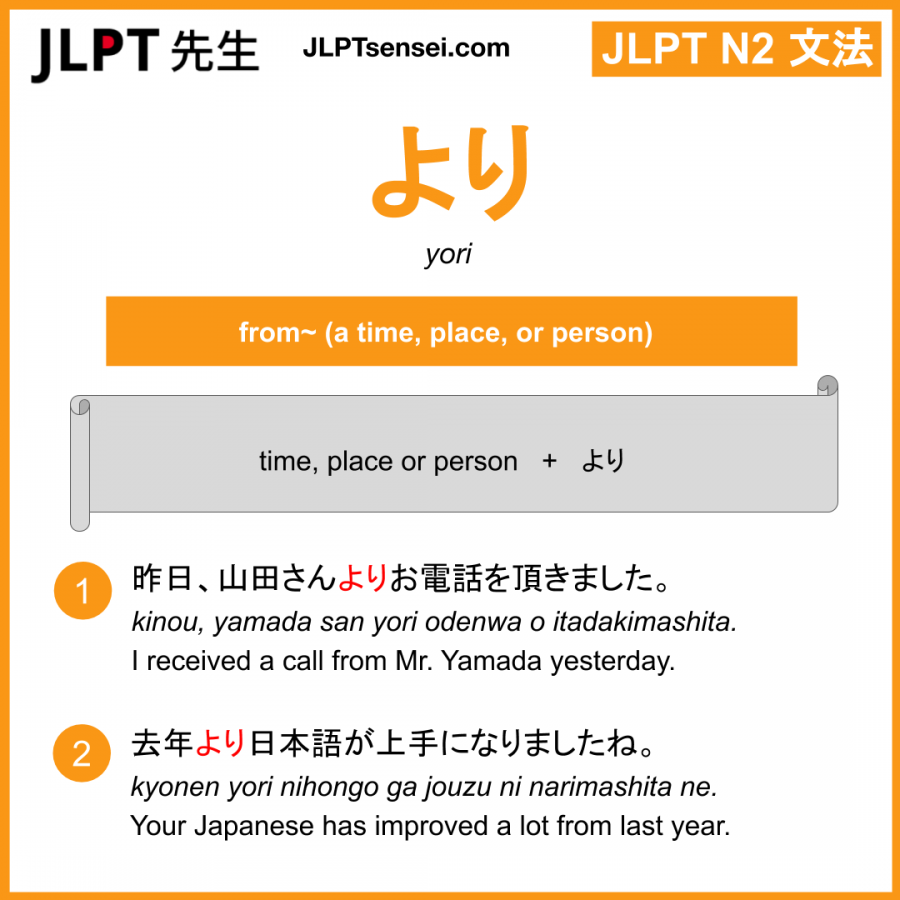 JLPT 先生
JLPTsensei.com
JLPT N2 文法
より
yori
from~ (a time, place, or person)
time, place or person + より
1
昨日、山田さんよりお電話を頂きました。
kinou, yamada san yori odenwa o itadakimashita.
I received a call from Mr. Yamada yesterday.
2
去年より日本語が上手になりましたね。
kyonen yori nihongo ga jouzu ni narimashita ne.
Your Japanese has improved a lot from last year.